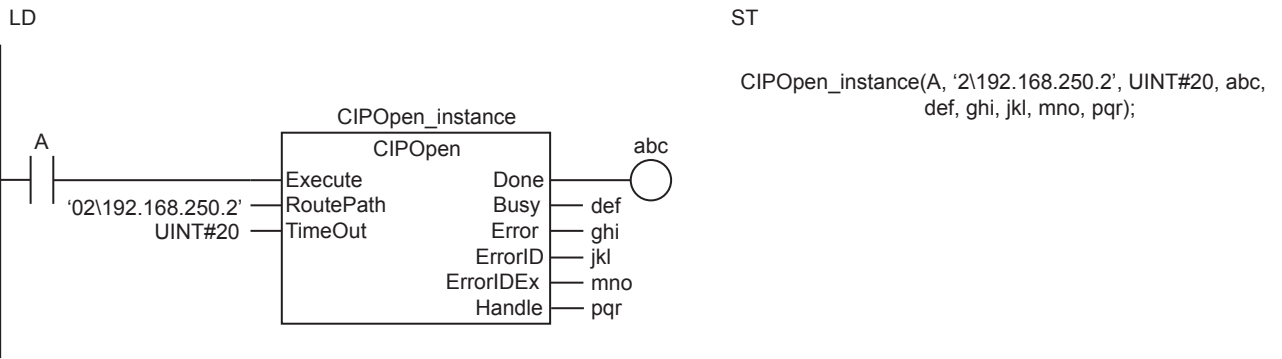 LD
ST
CIPOpen_instance(A, ‘2\192.168.250.2’, UINT#20, abc,
def, ghi, jkl, mno, pqr);
CIPOpen_instance
A
CIPOpen
abc
Execute
Done
‘02\192.168.250.2’
RoutePath
Busy
def
UINT#20
TimeOut
Error
ghi
ErrorID
jkl
ErrorIDEx
mno
Handle
pqr